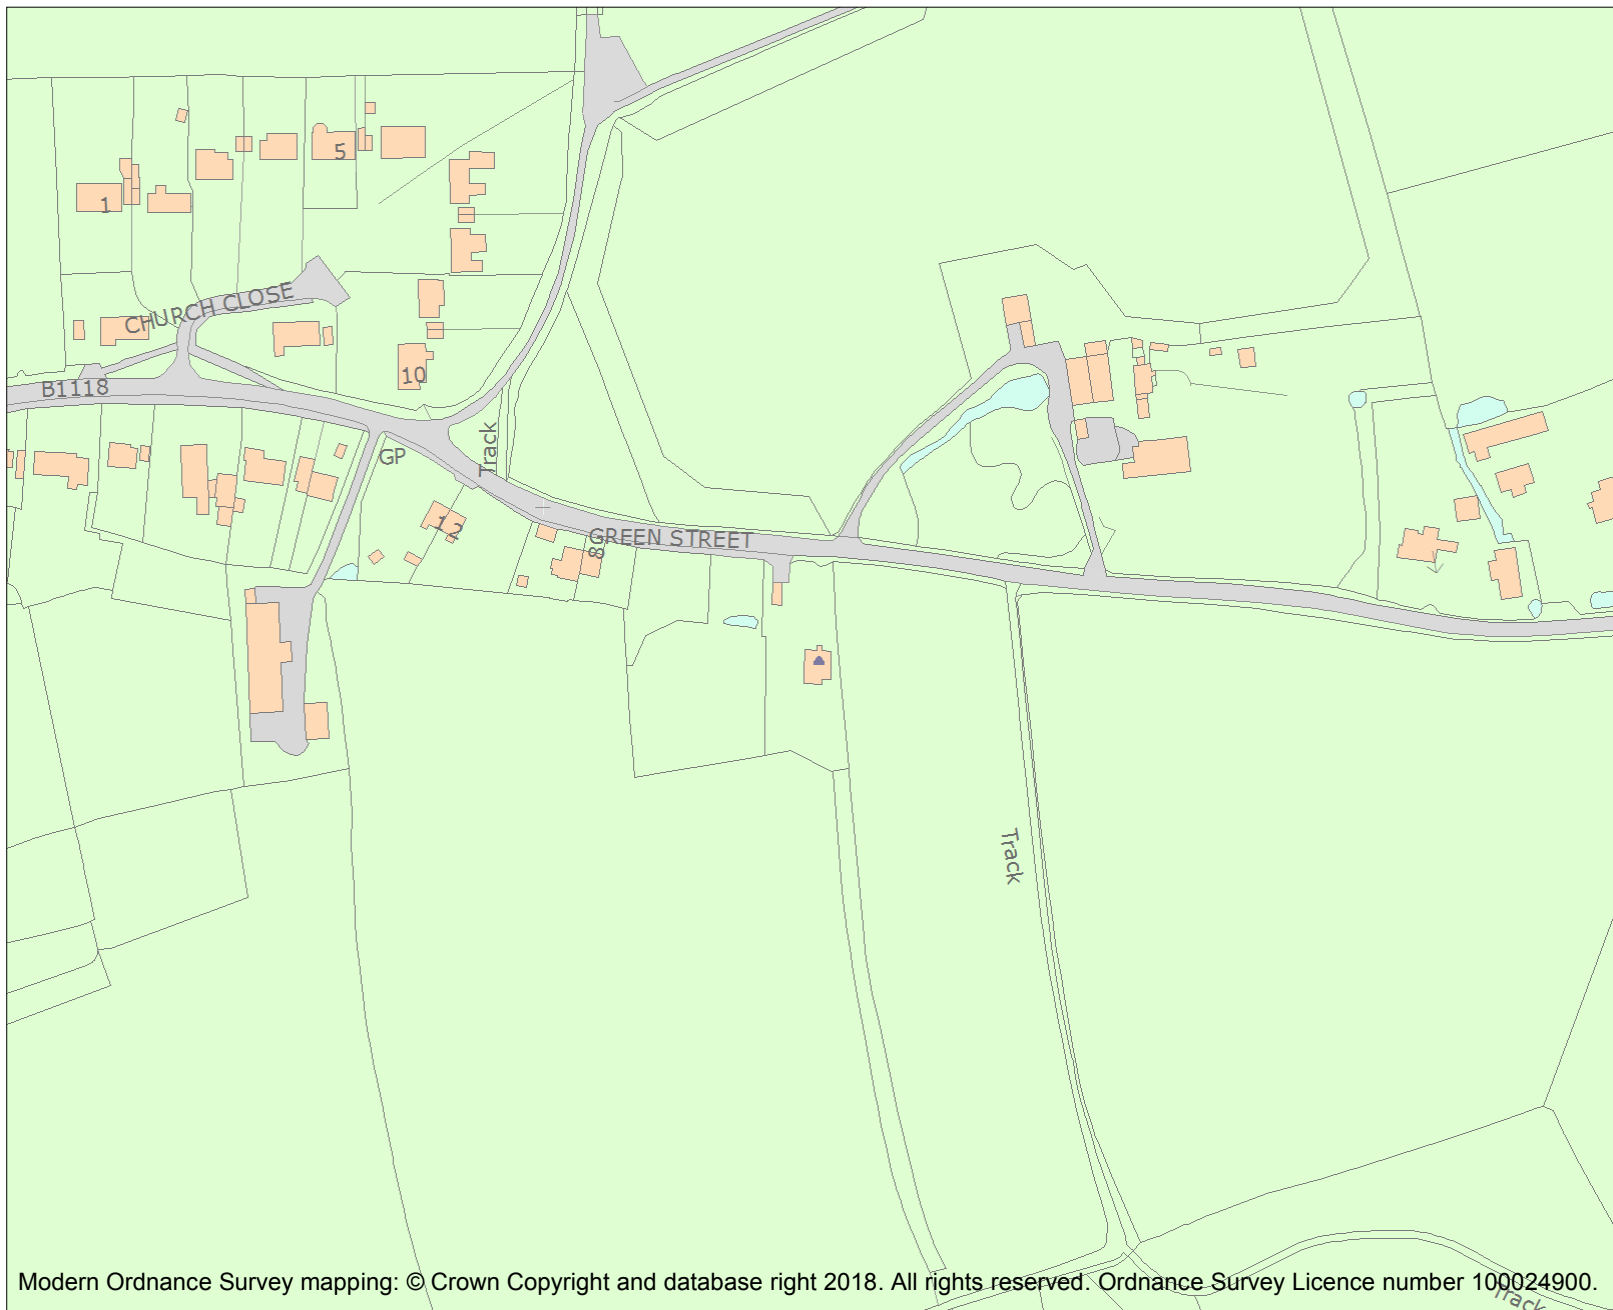 5
1
CHURCH CLOSE
B1118
10
Track
GP
12
GREEN STREET
8
Track
Track
Modern Ordnance Survey mapping: © Crown Copyright and database right 2018. All rights reserved. Ordnance Survey Licence number 100024900.